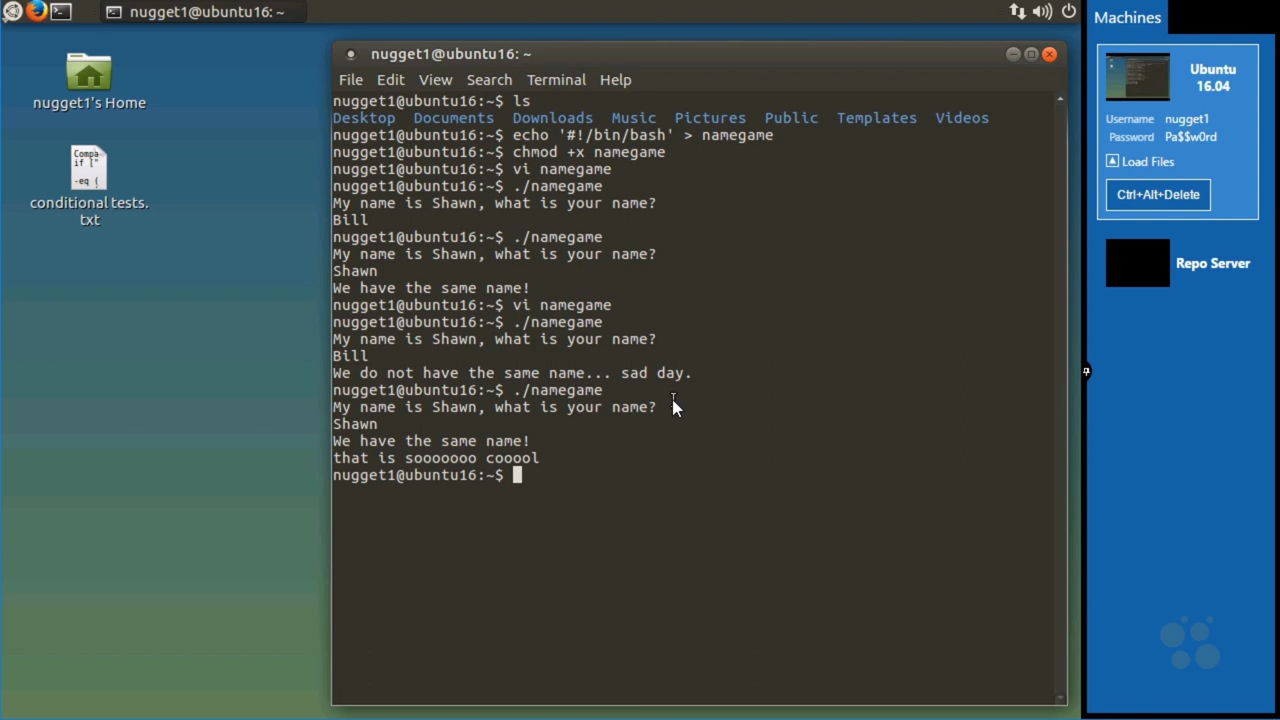 nugget1@ubuntu16: ~
nugget1's Home
Compa
if ["
-eq (
conditional tests.
txt
nugget1@ubuntu16: ~
File Edit View Search Terminal Help
nugget1@ubuntu16:~$ ls
Desktop Documents Downloads Music Pictures Public Templates Videos
nugget1@ubuntu16:~$ echo '#!/bin/bash' > namegame
nugget1@ubuntu16:~$ chmod +x namegame
nugget1@ubuntu16:~$ vi namegame
nugget1@ubuntu16:~$ ./namegame
My name is Shawn, what is your name?
Bill
nugget1@ubuntu16:~$ ./namegame
My name is Shawn, what is your name?
Shawn
We have the same name!
nugget1@ubuntu16:~$ vi namegame
nugget1@ubuntu16:~$ ./namegame
My name is Shawn, what is your name?
Bill
We do not have the same name... sad day.
nugget1@ubuntu16:~$ ./namegame
My name is Shawn, what is your name?
Shawn
We have the same name!
that is sooooooo cooool
nugget1@ubuntu16:~$
Machines
Ubuntu
16.04
Username nugget1
Password Pa$$w0rd
Load Files
Ctrl+Alt+Delete
Repo Server